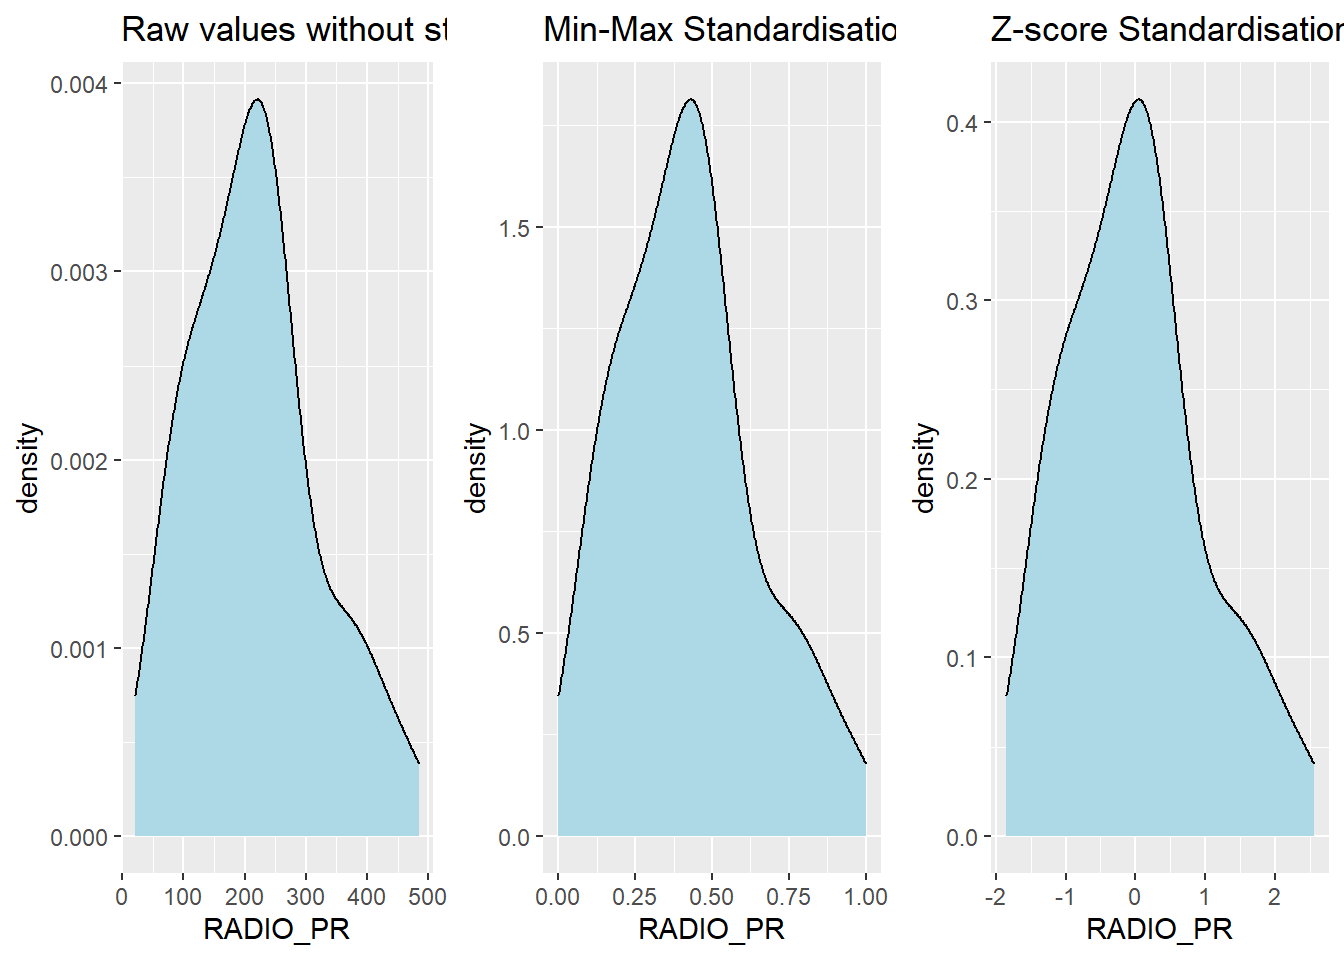 Raw values without st
Min-Max Standardisatio
Z-score Standardisation
density
0.004
0.003
0.002
0.001
0.000
0 100 200 300 400 500
RADIO_PR
density
1.5
1.0
0.5
0.0
0.00 0.25 0.50 0.75 1.00
RADIO_PR
density
0.4
0.3
0.2
0.1
0.0
-2 -1 0 1 2
RADIO_PR